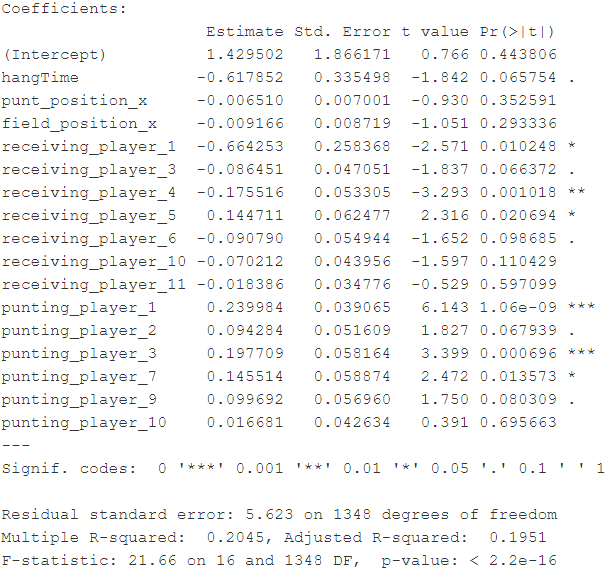 Coefficients:
                     Estimate Std. Error t value Pr(>|t|)
(Intercept)          1.429502   1.866171   0.766 0.443806
hangTime            -0.617852   0.335498  -1.842 0.065754 .
punt_position_x     -0.006510   0.007001  -0.930 0.352591
field_position_x    -0.009166   0.008719  -1.051 0.293336
receiving_player_1  -0.664253   0.258368  -2.571 0.010248 *
receiving_player_3  -0.086451   0.047051  -1.837 0.066372 .
receiving_player_4  -0.175516   0.053305  -3.293 0.001018 **
receiving_player_5   0.144711   0.062477   2.316 0.020694 *
receiving_player_6  -0.090790   0.054944  -1.652 0.098685 .
receiving_player_10 -0.070212   0.043956  -1.597 0.110429
receiving_player_11 -0.018386   0.034776  -0.529 0.597099
punting_player_1     0.239984   0.039065   6.143 1.06e-09 ***
punting_player_2     0.094284   0.051609   1.827 0.067939 .
punting_player_3     0.197709   0.058164   3.399 0.000696 ***
punting_player_7     0.145514   0.058874   2.472 0.013573 *
punting_player_9     0.099692   0.056960   1.750 0.080309 .
punting_player_10    0.016681   0.042634   0.391 0.695663
---
Signif. codes:  0 '***' 0.001 '**' 0.01 '*' 0.05 '.' 0.1 ' ' 1

Residual standard error: 5.623 on 1348 degrees of freedom
Multiple R-squared:  0.2045, Adjusted R-squared:  0.1951
F-statistic: 21.66 on 16 and 1348 DF,  p-value: < 2.2e-16